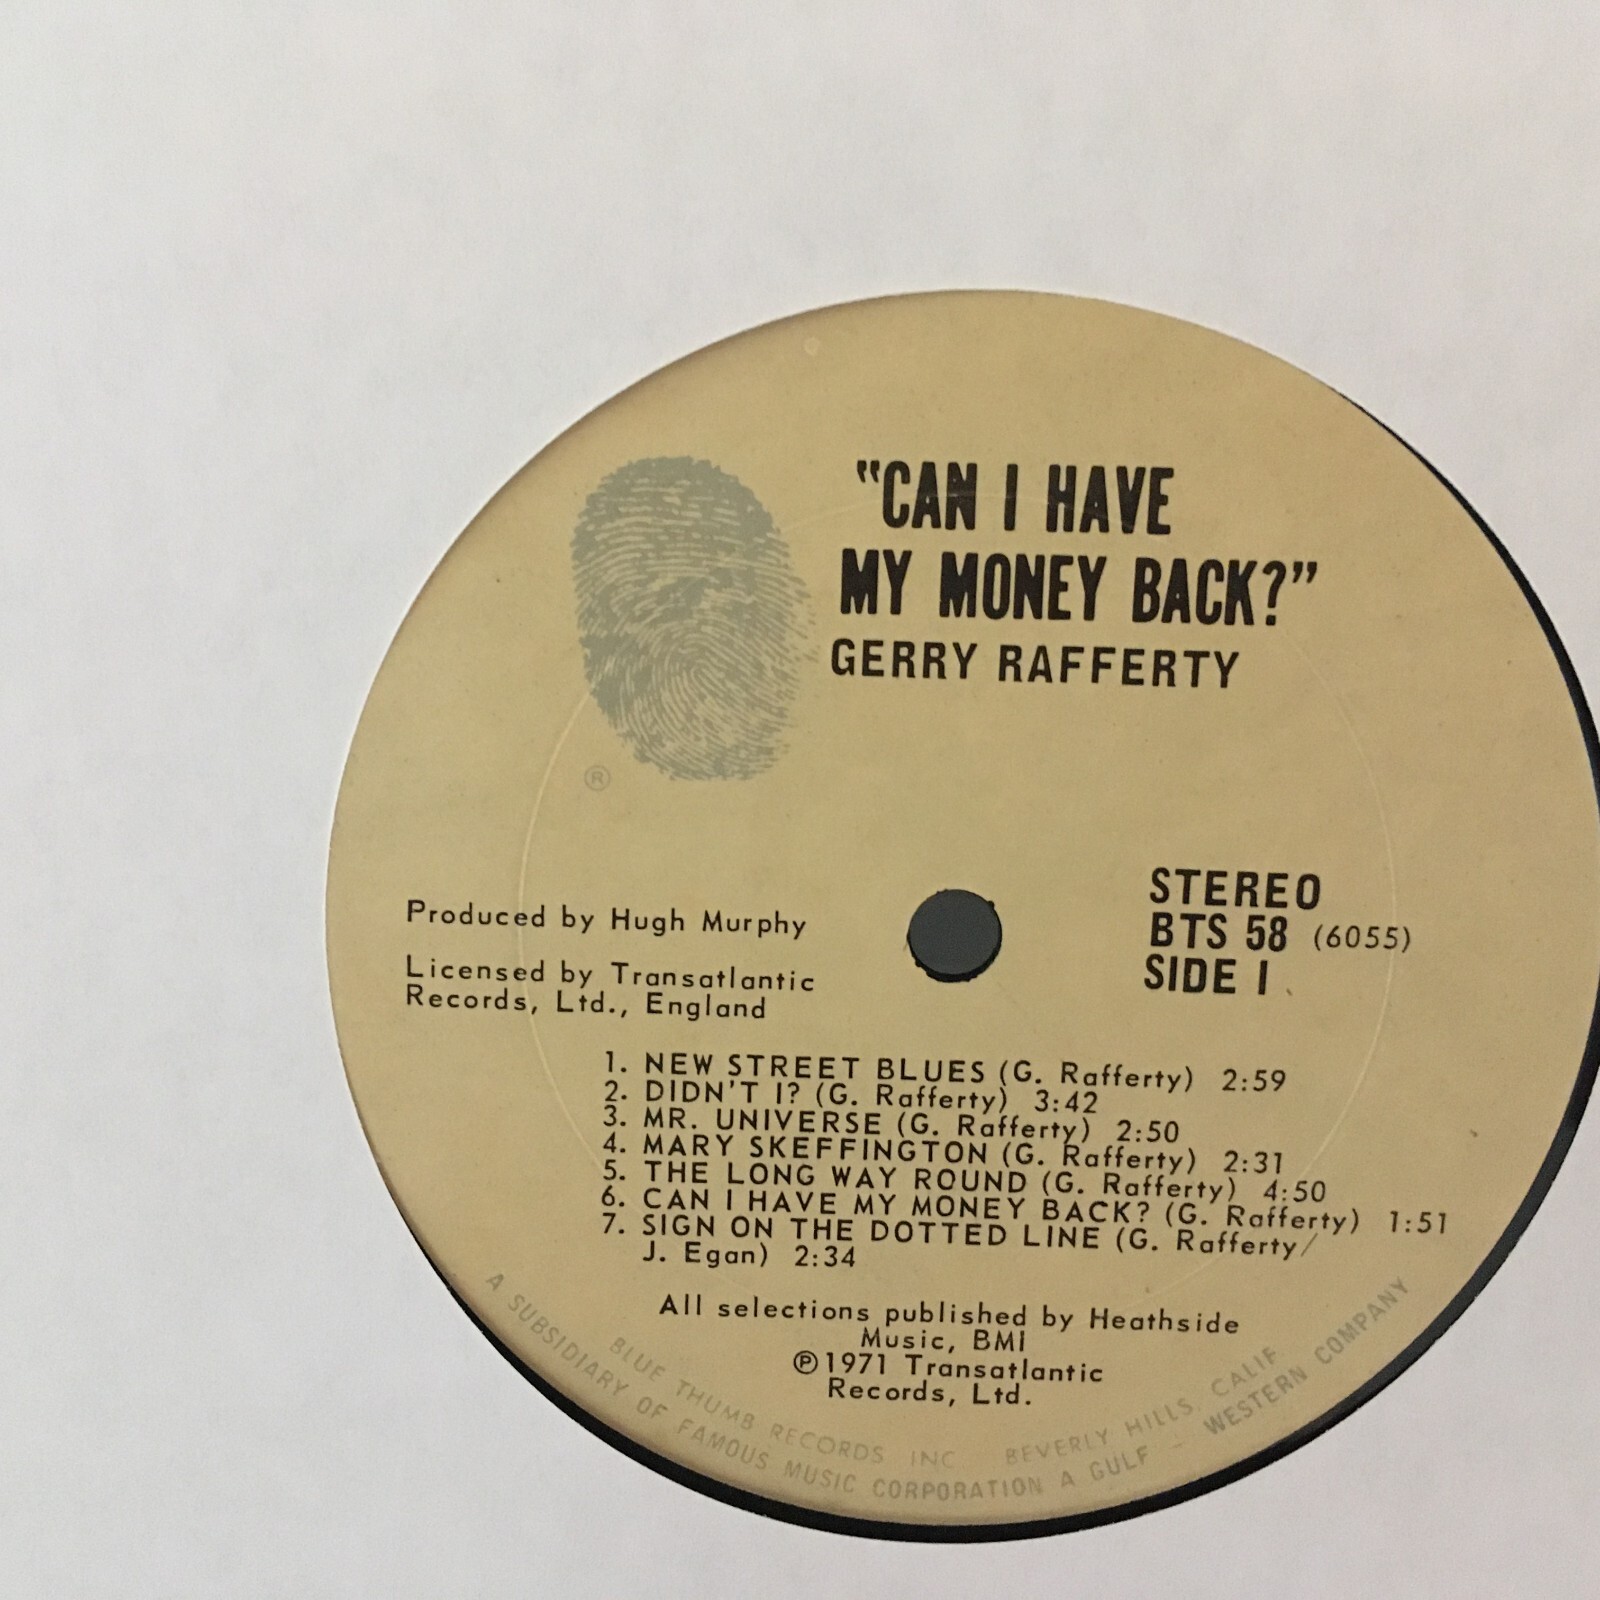 "CAN I HAVE
MY MONEY BACK?"
GERRY RAFFERTY
®
Produced by Hugh Murphy
Licensed by Transatlantic
Records, Ltd., England
STEREO
BTS 58 (6055)
SIDE I
1. NEW STREET BLUES (G. Rafferty) 2:59
2. DIDN'T I? (G. Rafferty) 3:42
3. MR. UNIVERSE (G. Rafferty) 2:50
4. MARY SKEFFINGTON (G. Rafferty) 2:31
5. THE LONG WAY ROUND (G. Rafferty) 4:50
6. CAN I HAVE MY MONEY BACK? (G. Rafferty) 1:51
7. SIGN ON THE DOTTED LINE (G. Rafferty/
J. Egan) 2:34
All selections published by Heathside
Music, BMI
℗1971 Transatlantic
Records, Ltd.
BLUE THUMB RECORDS INC BEVERLY HILLS, CALIF
A SUBSIDIARY OF FAMOUS MUSIC CORPORATION A GULF - WESTERN COMPANY